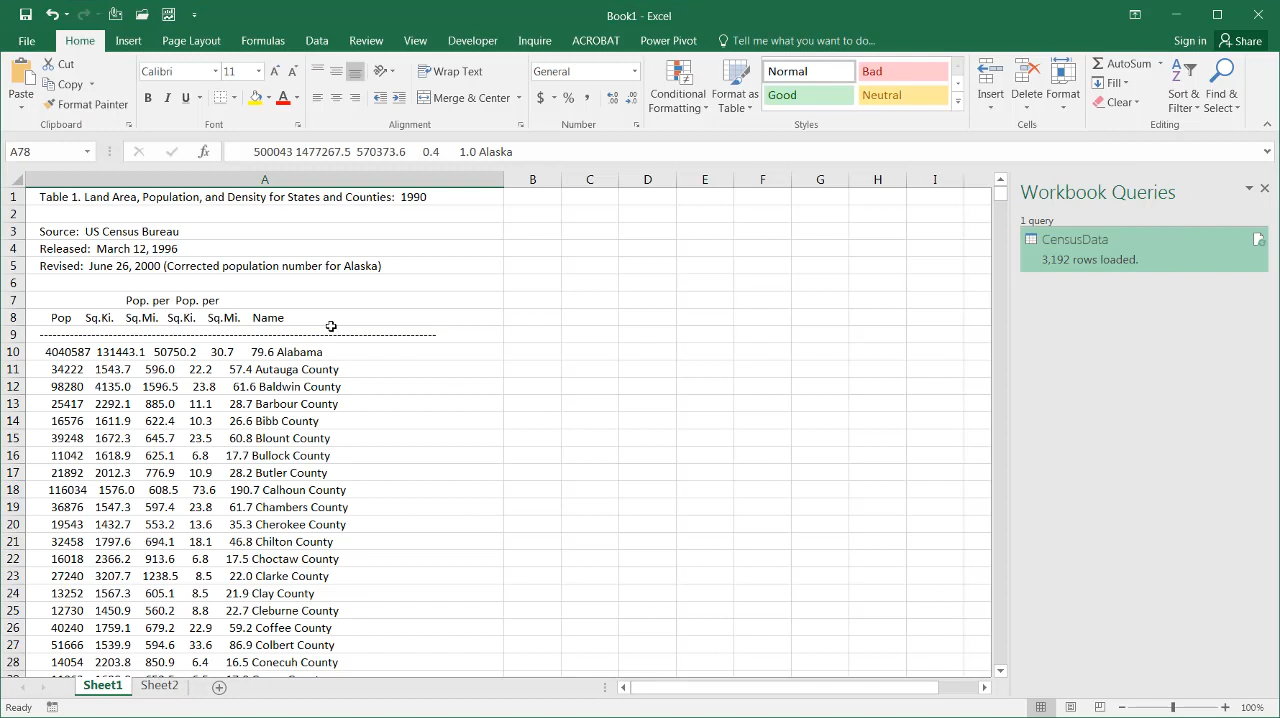 Book1 - Excel
File Home Insert Page Layout Formulas Data Review View Developer Inquire ACROBAT Power Pivot Tell me what you want to do... Sign in Share
Paste Cut Copy Format Painter Clipboard
Calibri 11 B I U A Font
Wrap Text Merge & Center Alignment
General $ % , Number
Conditional Formatting Format as Table
Normal Bad Good Neutral Styles
Insert Delete Format Cells
AutoSum Fill Clear Sort & Filter Find & Select Editing
A78 fx 500043 1477267.5 570373.6 0.4 1.0 Alaska
A B C D E F G H I
1 Table 1. Land Area, Population, and Density for States and Counties: 1990
2
3 Source: US Census Bureau
4 Released: March 12, 1996
5 Revised: June 26, 2000 (Corrected population number for Alaska)
6
7 Pop. per Pop. per
8 Pop Sq.Ki. Sq.Mi. Sq.Ki. Sq.Mi. Name
9 --------------------------------------------------------------------------------
10 4040587 131443.1 50750.2 30.7 79.6 Alabama
11 34222 1543.7 596.0 22.2 57.4 Autauga County
12 98280 4135.0 1596.5 23.8 61.6 Baldwin County
13 25417 2292.1 885.0 11.1 28.7 Barbour County
14 16576 1611.9 622.4 10.3 26.6 Bibb County
15 39248 1672.3 645.7 23.5 60.8 Blount County
16 11042 1618.9 625.1 6.8 17.7 Bullock County
17 21892 2012.3 776.9 10.9 28.2 Butler County
18 116034 1576.0 608.5 73.6 190.7 Calhoun County
19 36876 1547.3 597.4 23.8 61.7 Chambers County
20 19543 1432.7 553.2 13.6 35.3 Cherokee County
21 32458 1797.6 694.1 18.1 46.8 Chilton County
22 16018 2366.2 913.6 6.8 17.5 Choctaw County
23 27240 3207.7 1238.5 8.5 22.0 Clarke County
24 13252 1567.3 605.1 8.5 21.9 Clay County
25 12730 1450.9 560.2 8.8 22.7 Cleburne County
26 40240 1759.1 679.2 22.9 59.2 Coffee County
27 51666 1539.9 594.6 33.6 86.9 Colbert County
28 14054 2203.8 850.9 6.4 16.5 Conecuh County
Workbook Queries
1 query
CensusData
3,192 rows loaded.
Sheet1 Sheet2
Ready 100%